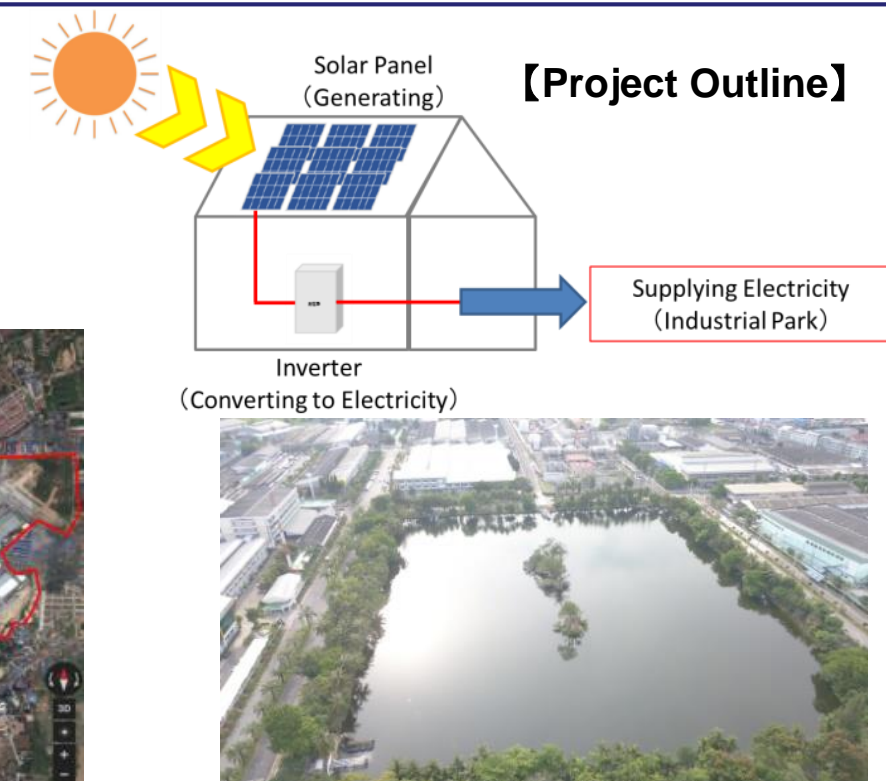 Solar Panel
（Generating）
【Project Outline】
Supplying Electricity
（Industrial Park）
Inverter
（Converting to Electricity）
3D
+
−